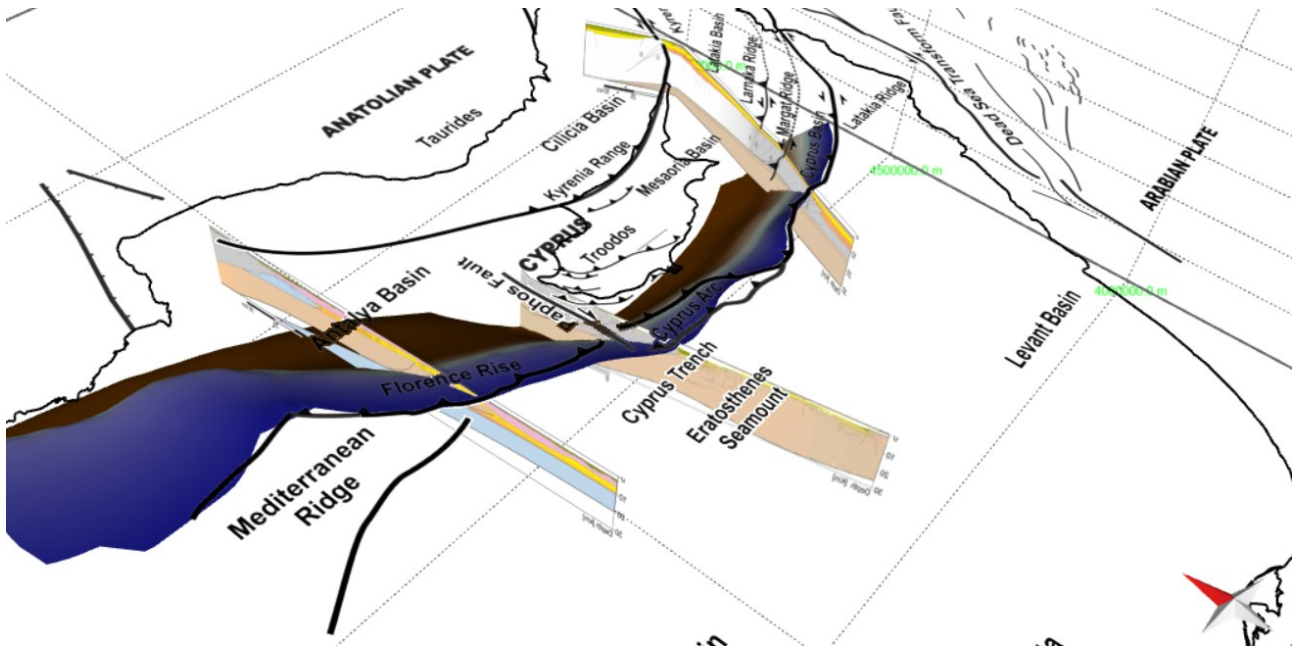 ANATOLIAN PLATE
Taurides
Cilicia Basin
Kyrenia Range
Mesaoria Basin
Latakia Basin
Larnaka Ridge
Margat Ridge
Cyprus Basin
Latakia Ridge
Dead Sea Transform
ARABIAN PLATE
4500000.0 m
4000000.0 m
CYPRUS
Troodos
Paphos Fault
Antalya Basin
Florence Rise
Cyprus Arc
Cyprus Trench
Eratosthenes
Seamount
Levant Basin
Mediterranean
Ridge